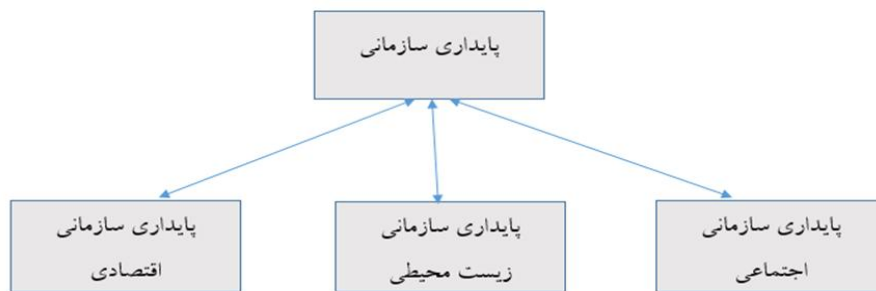 پایداری سازمانی
پایداری سازمانی
اجتماعی
پایداری سازمانی
زیست محیطی
پایداری سازمانی
اقتصادی